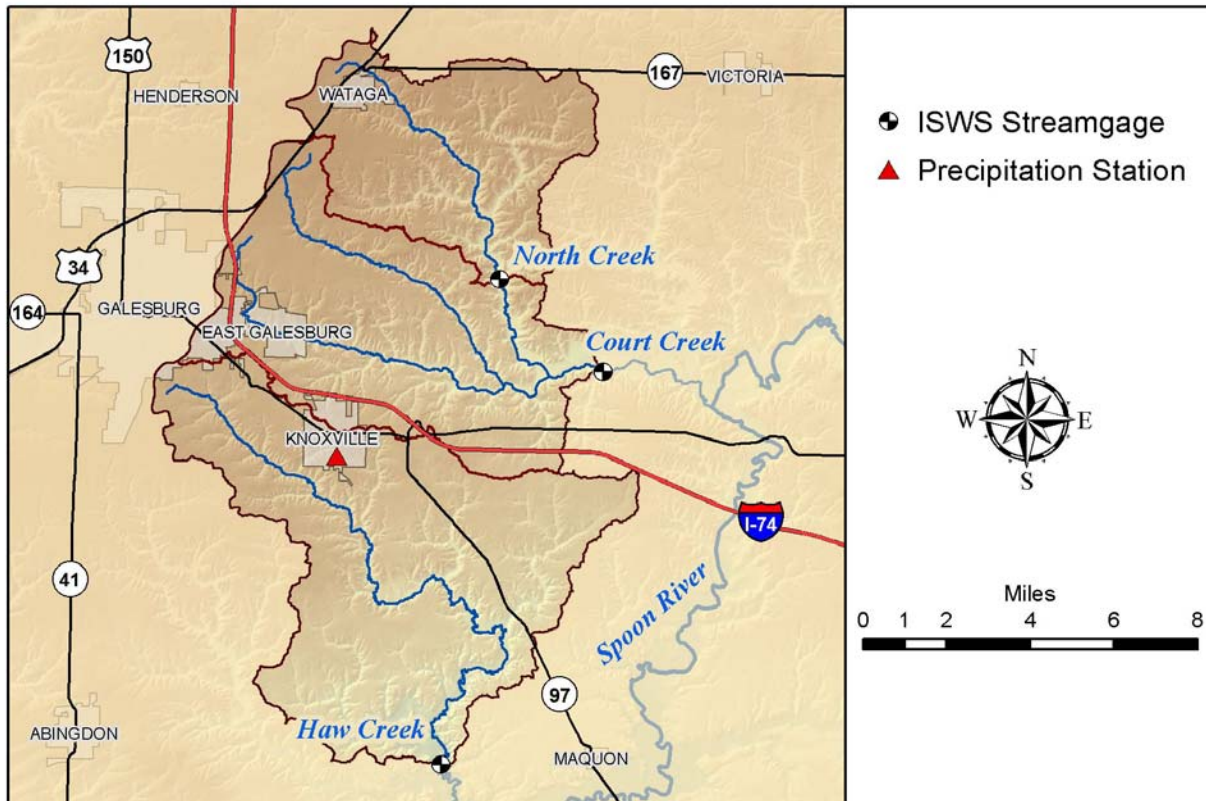 150
HENDERSON
WATAGA
167
VICTORIA
34
164
GALESBURG
EAST GALESBURG
North Creek
Court Creek
KNOXVILLE
I-74
41
Spoon River
97
ABINGDON
Haw Creek
MAQUON
ISWS Streamgage
Precipitation Station
N
W
E
S
Miles
0 1 2 4 6 8